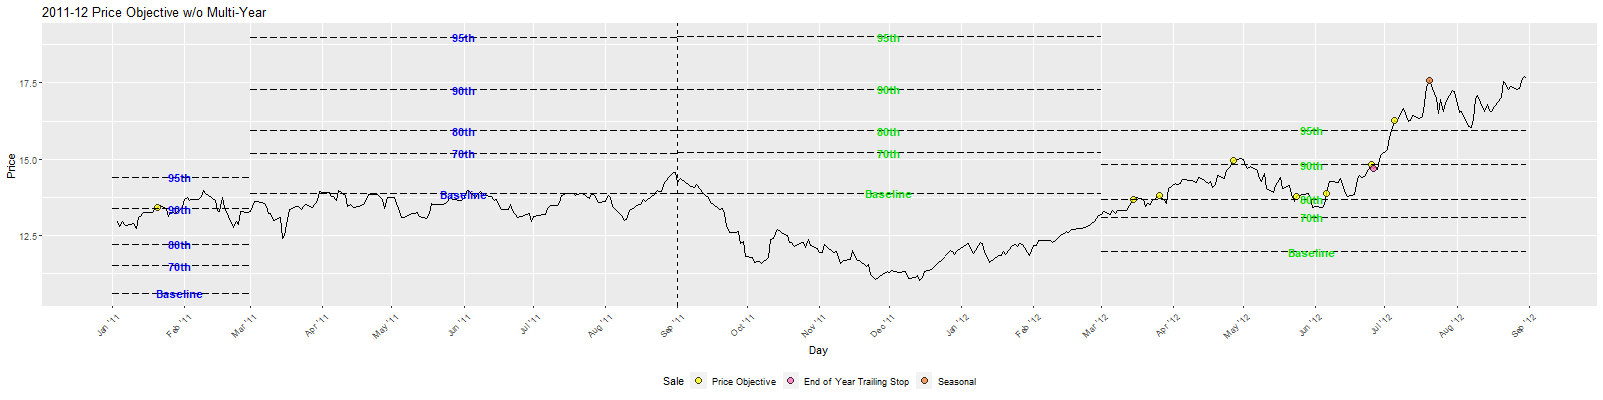 2011-12 Price Objective w/o Multi-Year
Price
17.5
15.0
12.5
95th
90th
80th
70th
Baseline
95th
90th
80th
70th
Baseline
95th
90th
80th
70th
Baseline
95th
90th
80th
70th
Baseline
Jan '11
Feb '11
Mar '11
Apr '11
May '11
Jun '11
Jul '11
Aug '11
Sep '11
Oct '11
Nov '11
Dec '11
Jan '12
Feb '12
Mar '12
Apr '12
May '12
Jun '12
Jul '12
Aug '12
Sep '12
Day
Sale Price Objective End of Year Trailing Stop Seasonal